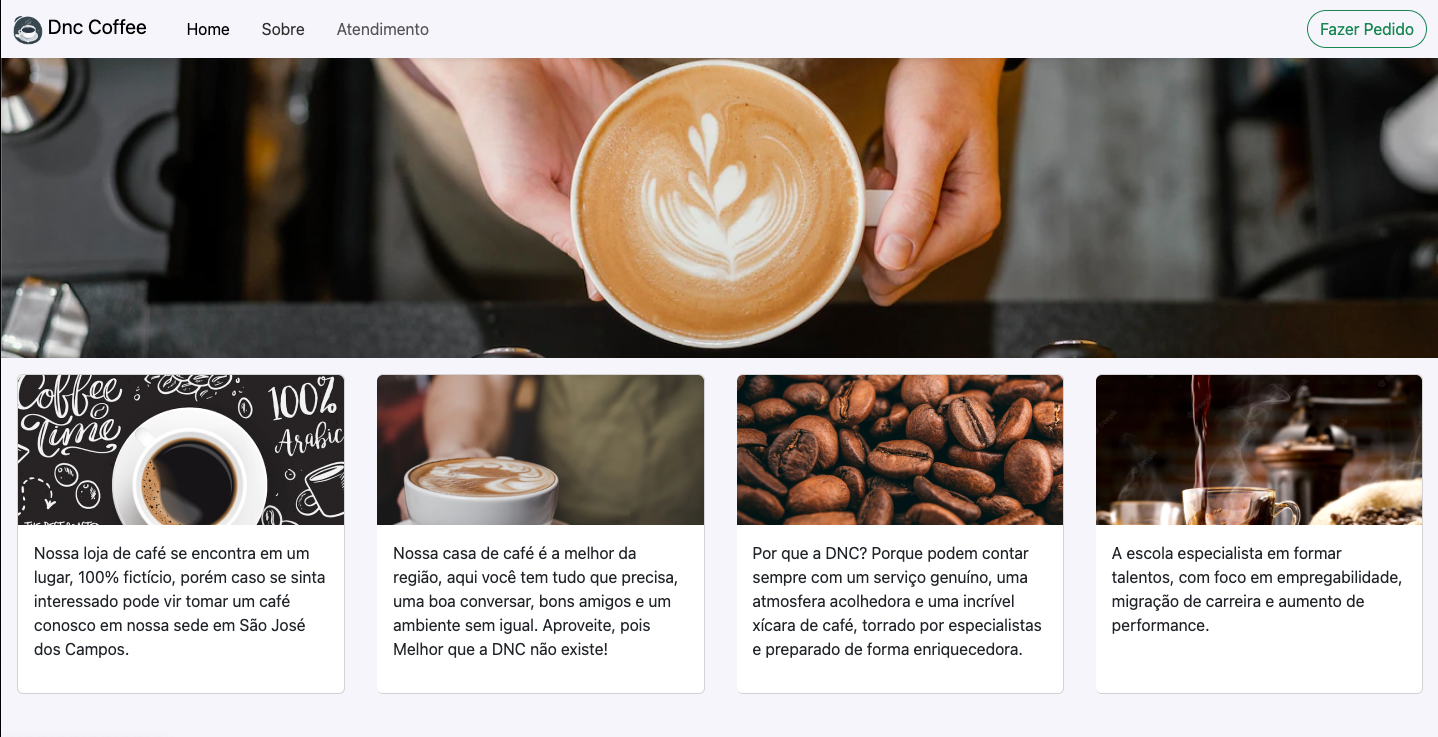 Dnc Coffee
Home
Sobre
Atendimento
Fazer Pedido
Coffee
Time
100%
Arabic
Nossa loja de café se encontra em um
lugar, 100% fictício, porém caso se sinta
interessado pode vir tomar um café
conosco em nossa sede em São José
dos Campos.
Nossa casa de café é a melhor da
região, aqui você tem tudo que precisa,
uma boa conversar, bons amigos e um
ambiente sem igual. Aproveite, pois
Melhor que a DNC não existe!
Por que a DNC? Porque podem contar
sempre com um serviço genuíno, uma
atmosfera acolhedora e uma incrível
xícara de café, torrado por especialistas
e preparado de forma enriquecedora.
A escola especialista em formar
talentos, com foco em empregabilidade,
migração de carreira e aumento de
performance.